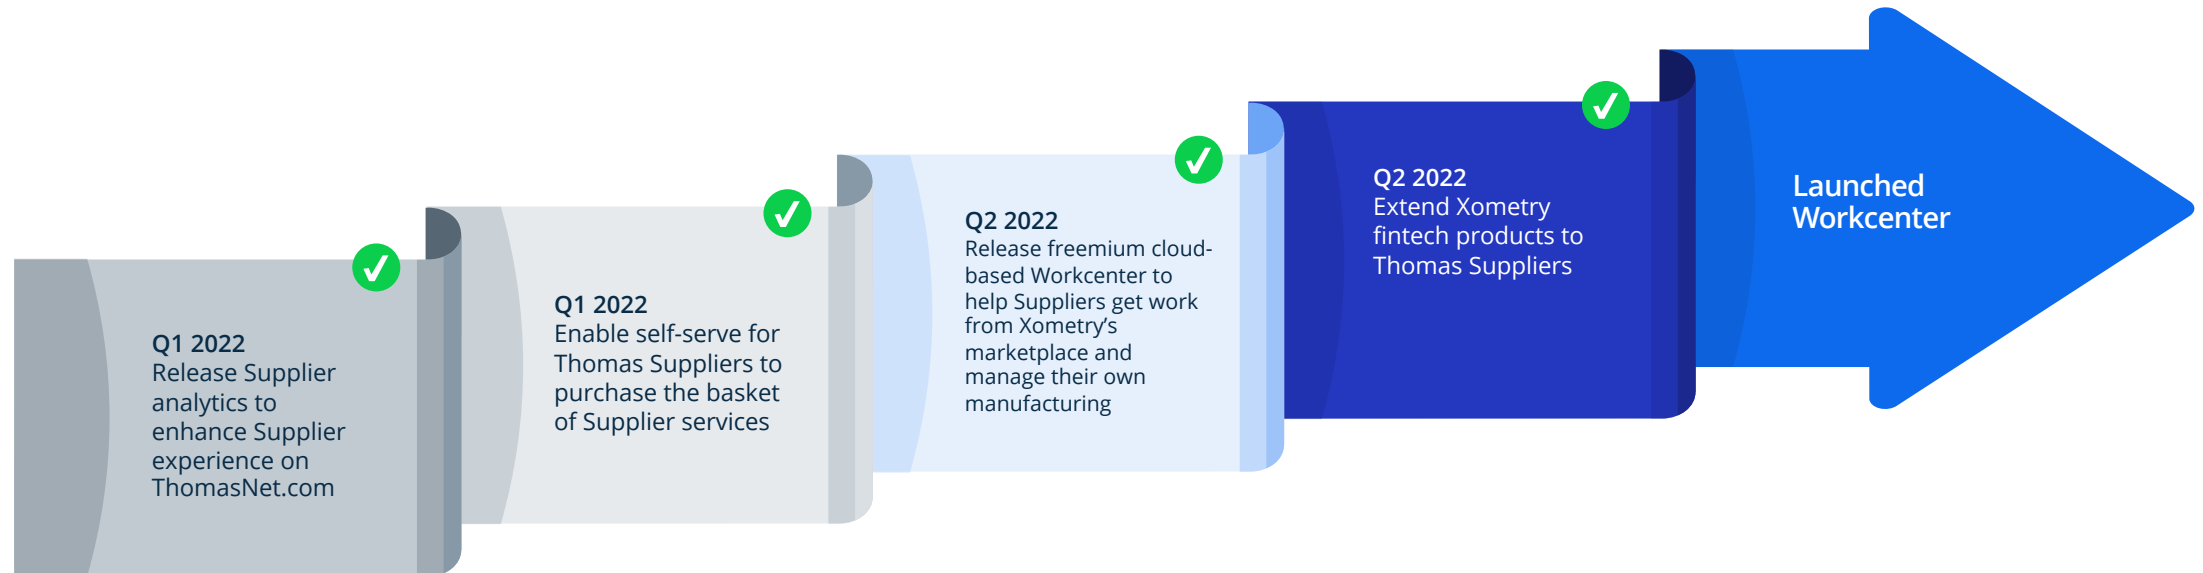 Q1 2022
Release Supplier
analytics to
enhance Supplier
experience on
ThomasNet.com
Q1 2022
Enable self-serve for
Thomas Suppliers to
purchase the basket
of Supplier services
Q2 2022
Release freemium cloud-
based Workcenter to
help Suppliers get work
from Xometry’s
marketplace and
manage their own
manufacturing
Q2 2022
Extend Xometry
fintech products to
Thomas Suppliers
Launched
Workcenter